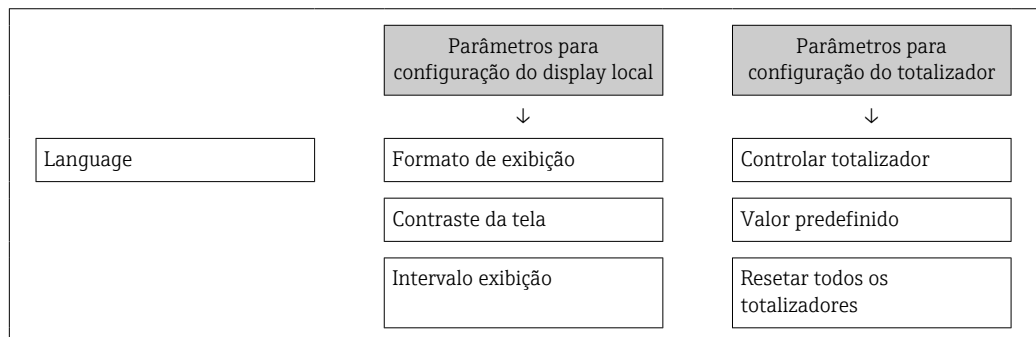 Parâmetros para
configuração do display local
Parâmetros para
configuração do totalizador
↓
↓
Language
Formato de exibição
Controlar totalizador
Contraste da tela
Valor predefinido
Intervalo exibição
Resetar todos os
totalizadores